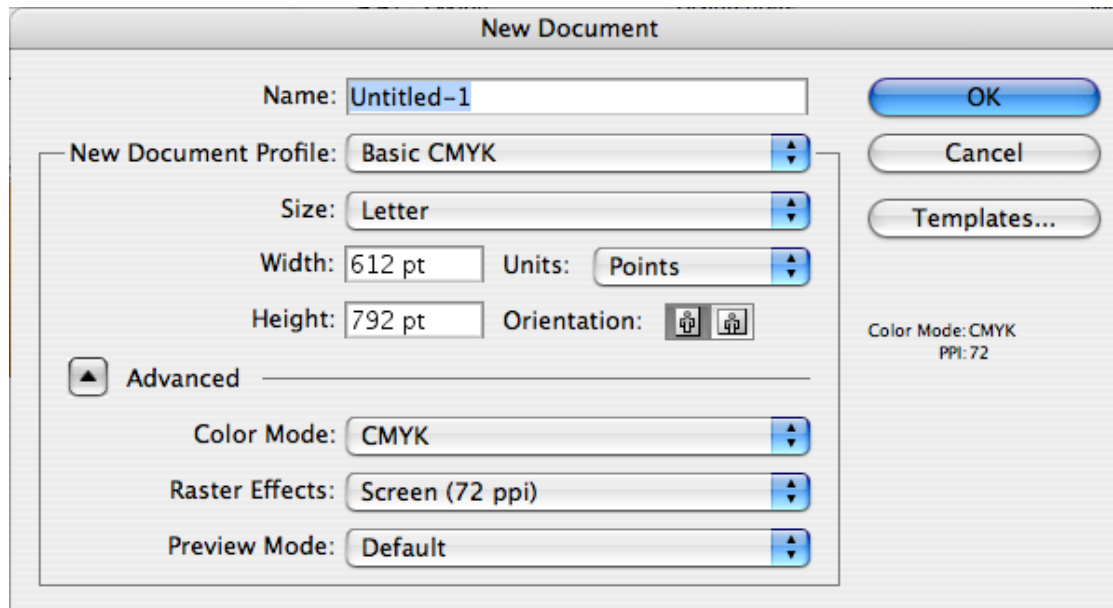 New Document
Name: Untitled-1
OK
New Document Profile: Basic CMYK
Cancel
Size: Letter
Templates...
Width: 612 pt Units: Points
Height: 792 pt Orientation:
Color Mode: CMYK
PPI: 72
Advanced
Color Mode: CMYK
Raster Effects: Screen (72 ppi)
Preview Mode: Default